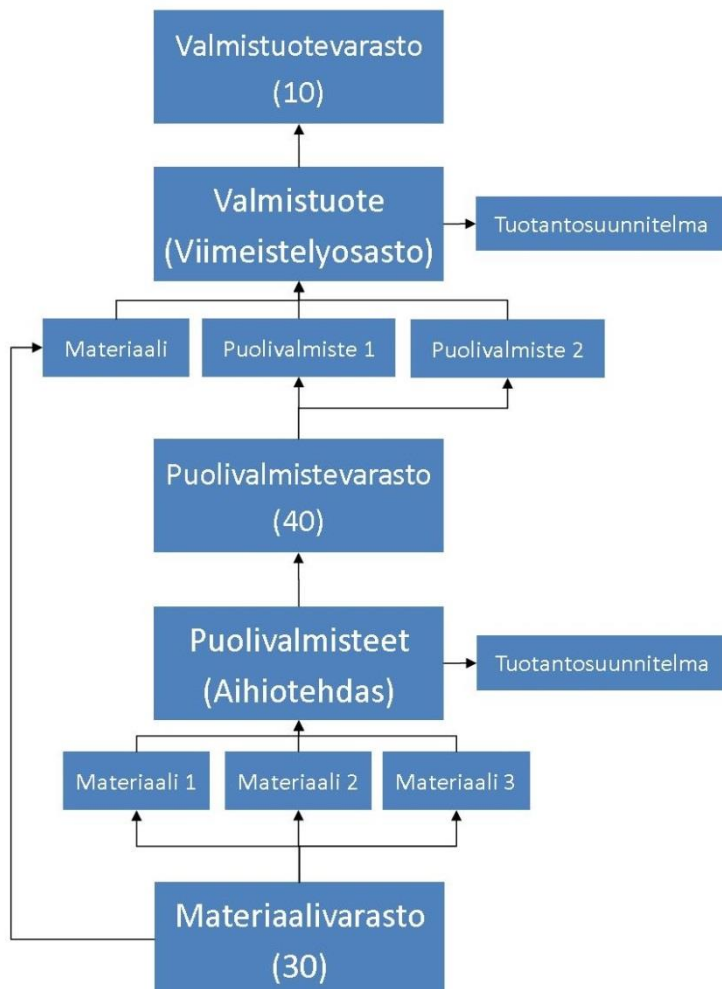 Valmistuotevarasto
(10)
Valmistuote
(Viimeistelyosasto)
Tuotantosuunnitelma
Materiaali
Puolivalmiste 1
Puolivalmiste 2
Puolivalmistevarasto
(40)
Puolivalmisteet
(Aihiotehdas)
Tuotantosuunnitelma
Materiaali 1
Materiaali 2
Materiaali 3
Materiaalivarasto
(30)